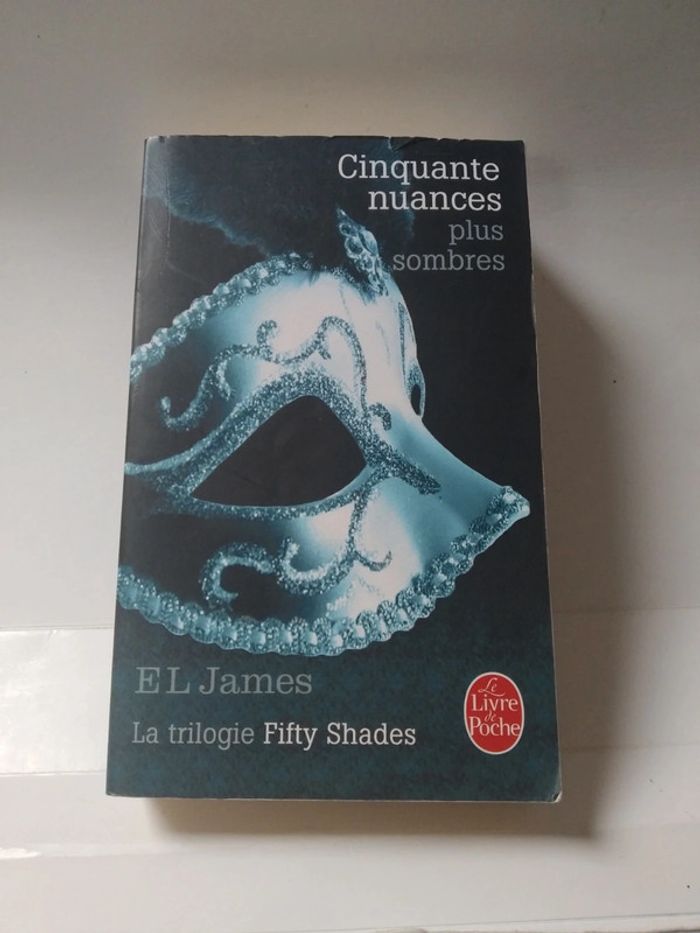 Cinquante
nuances
plus
sombres
E L James
La trilogie Fifty Shades
Le
Livre
de
Poche